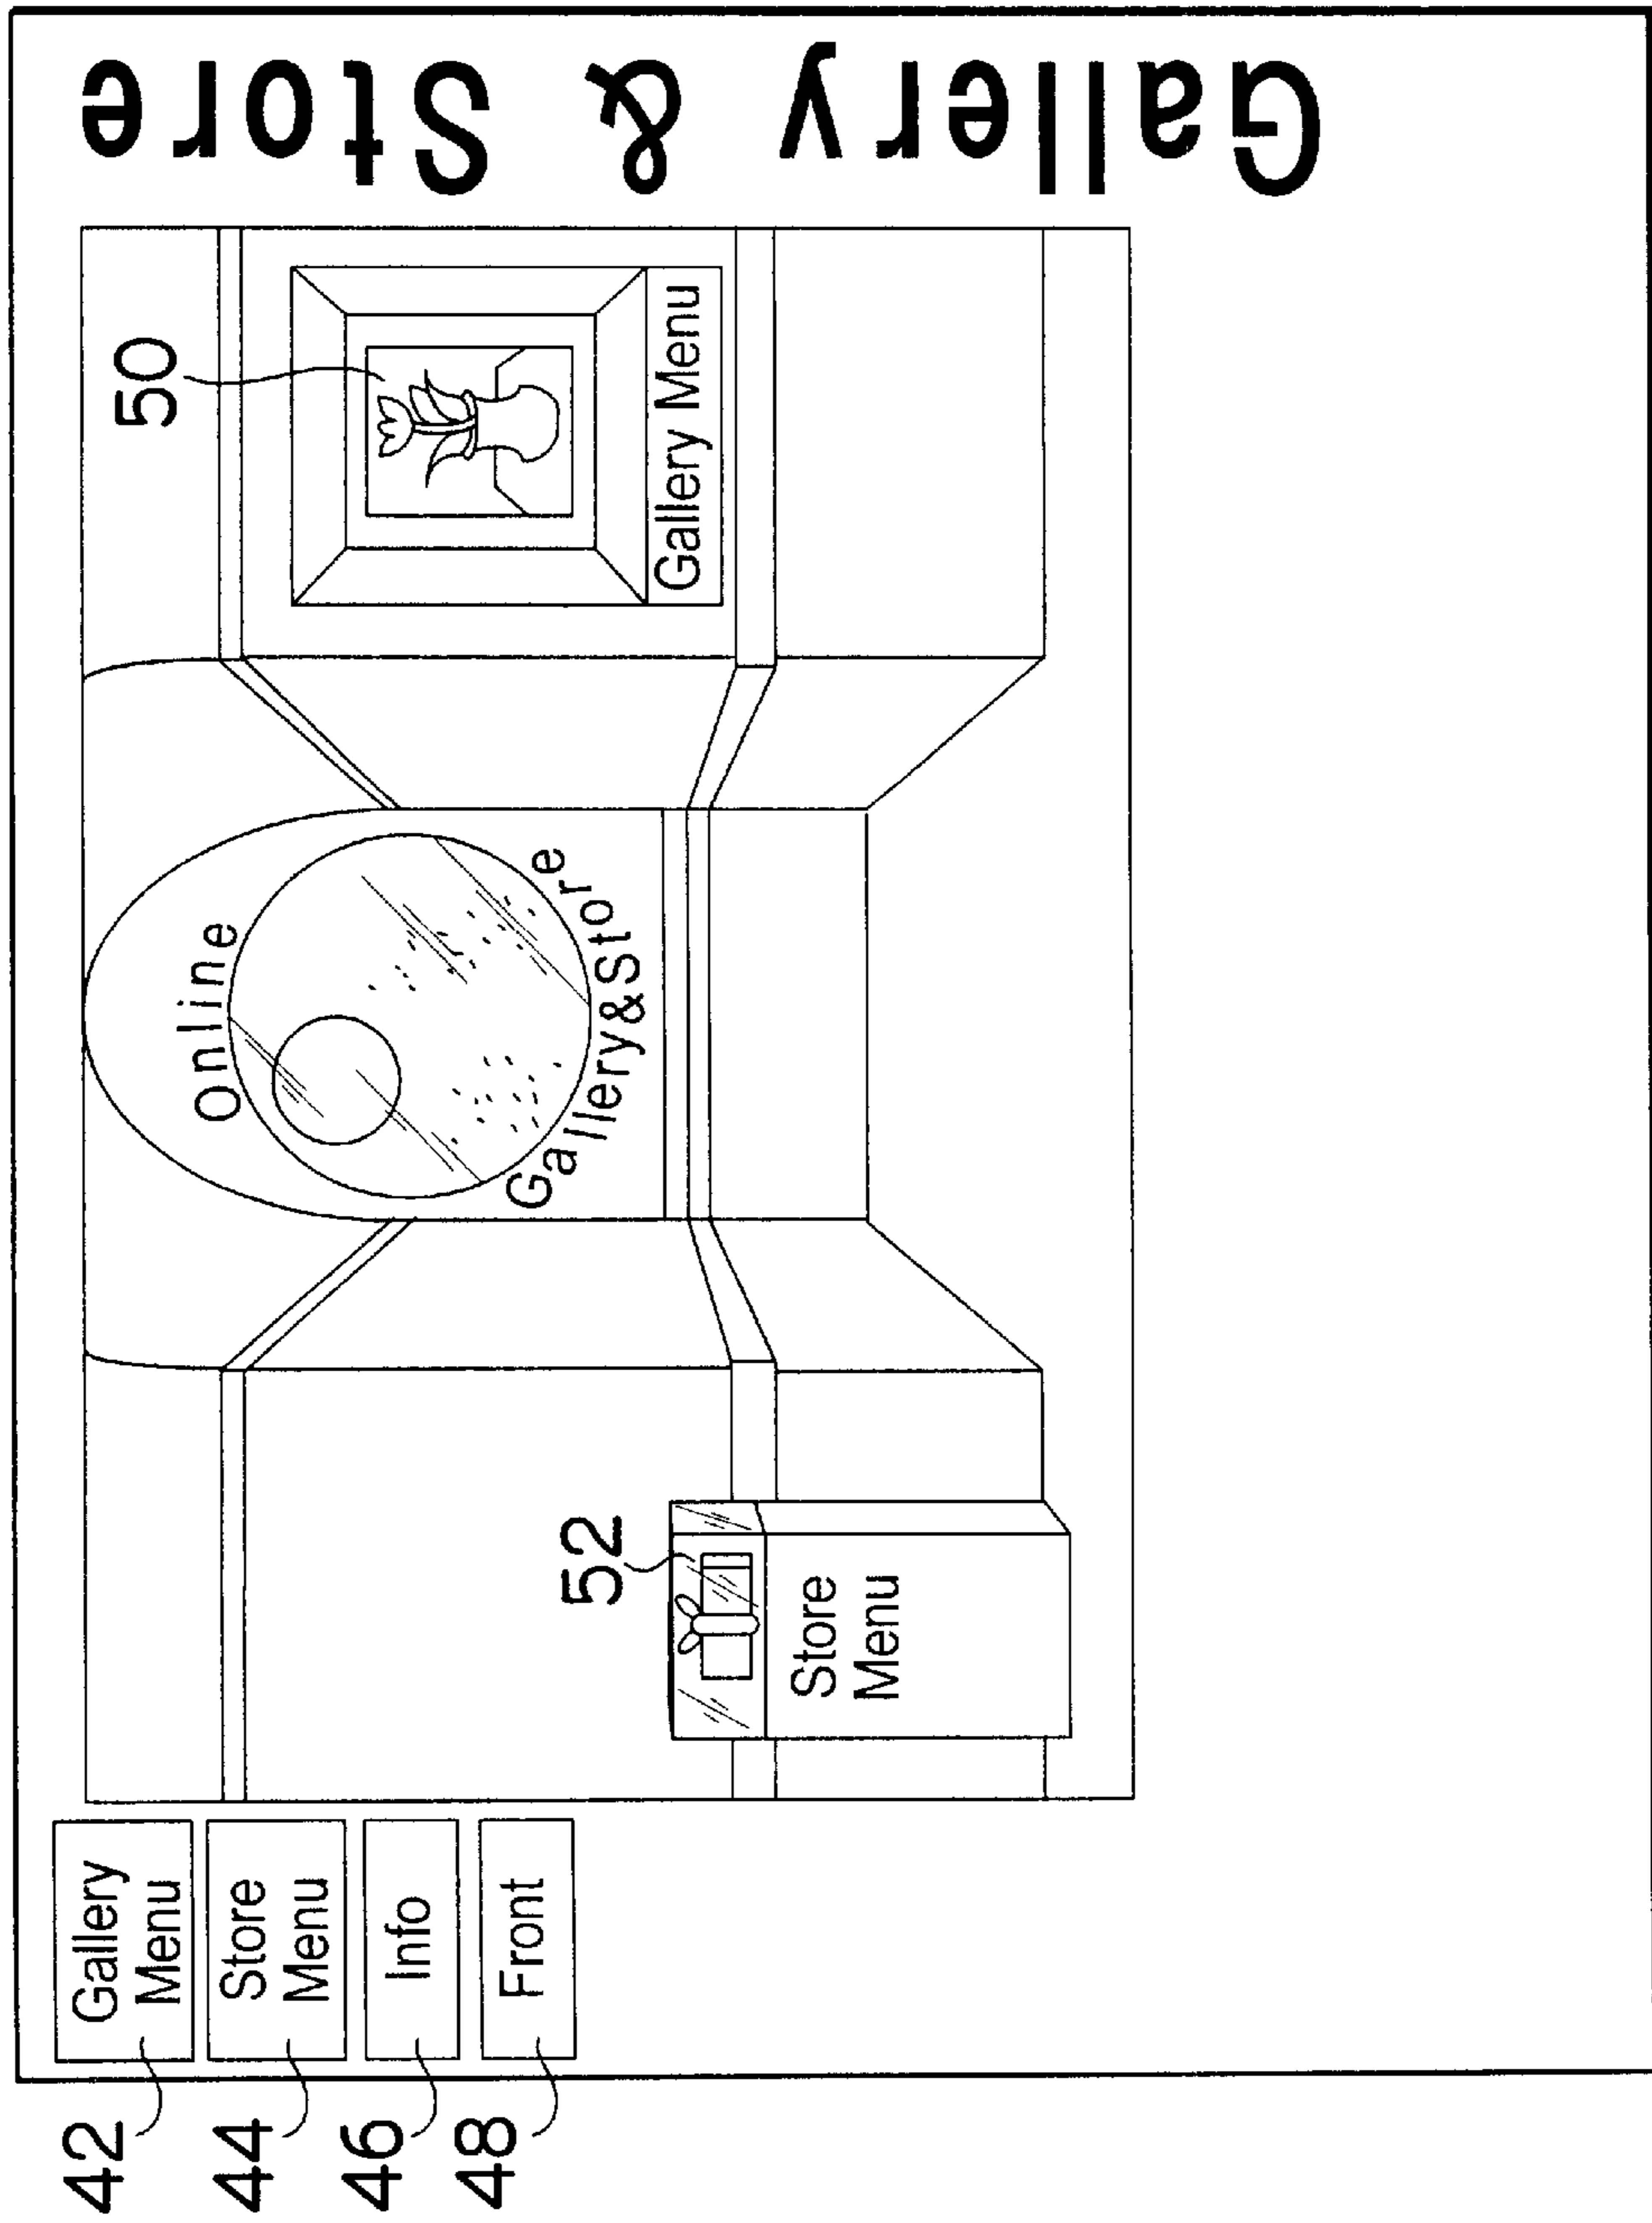 42
Gallery
Menu
44
Store
Menu
46
Info
48
Front
online
Gallery&Store
50
Gallery Menu
52
Store
Menu
Gallery & Store